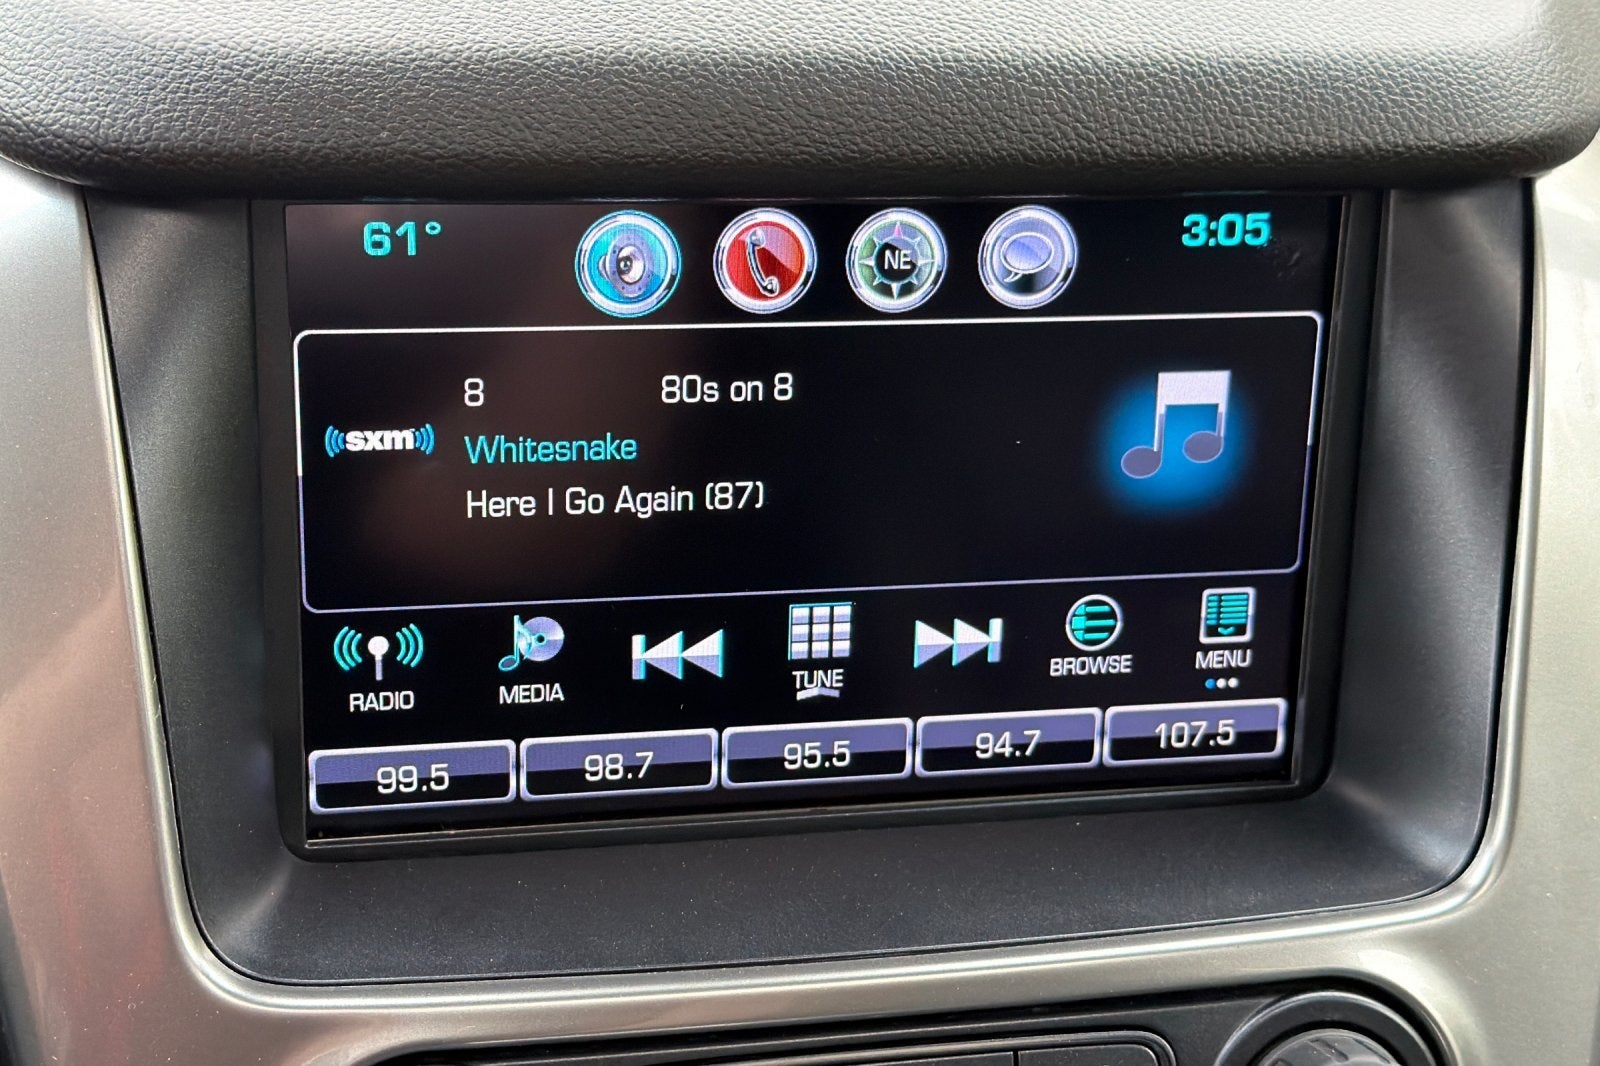 61°
NE
3:05
8 80s on 8
((sxm))
Whitesnake
Here I Go Again (87)
RADIO
MEDIA
TUNE
BROWSE
MENU
99.5
98.7
95.5
94.7
107.5